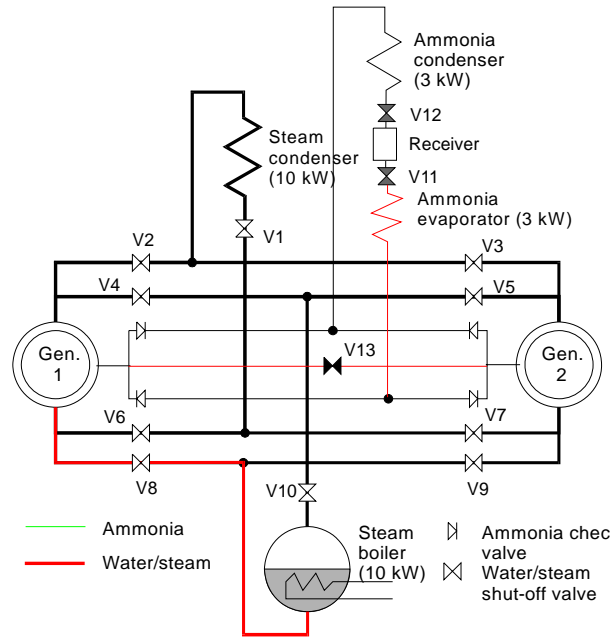 Ammonia
condenser
(3 kW)
V12
Receiver
V11
Ammonia
evaporator (3 kW)
Steam
condenser
(10 kW)
V1
V2
V3
V4
V5
Gen.
1
V13
Gen.
2
V6
V7
V8
V9
V10
Ammonia
Water/steam
Steam
boiler
(10 kW)
Ammonia chec
valve
Water/steam
shut-off valve